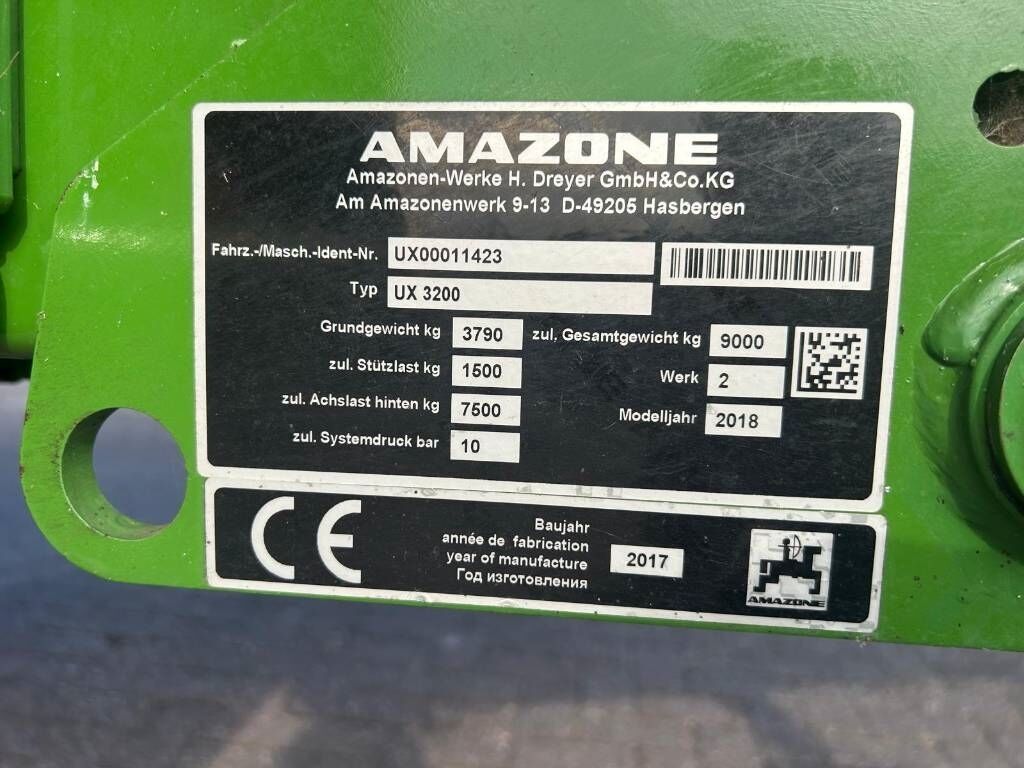 AMAZONE
Amazonen-Werke H. Dreyer GmbH&Co.KG
Am Amazonenwerk 9-13 D-49205 Hasbergen
Fahrz.-/Masch.-Ident-Nr. UX00011423
Typ UX 3200
Grundgewicht kg 3790 zul. Gesamtgewicht kg 9000
zul. Stützlast kg 1500 Werk 2
zul. Achslast hinten kg 7500 Modelljahr 2018
zul. Systemdruck bar 10
CE
Baujahr
année de fabrication
year of manufacture 2017
Год изготовления
AMAZONE